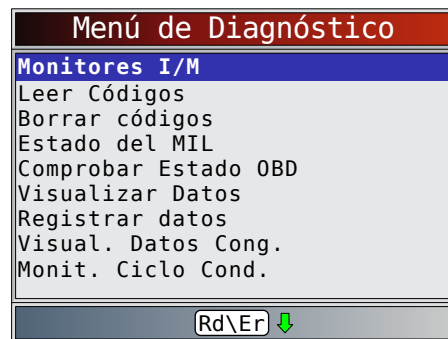 Menú de Diagnóstico
Monitores I/M
Leer Códigos
Borrar códigos
Estado del MIL
Comprobar Estado OBD
Visualizar Datos
Registrar datos
Visual. Datos Cong.
Monit. Ciclo Cond.
Rd\Er